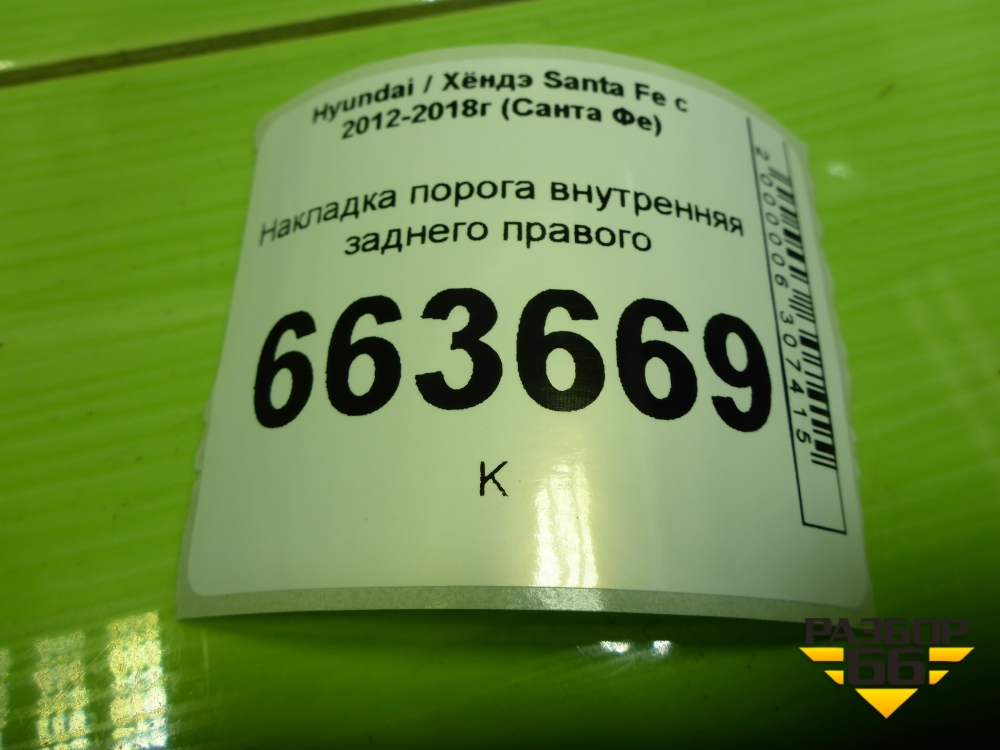 Hyundai / Хёндэ Santa Fe с
2012-2018г (Санта Фе)
Накладка порога внутренняя
заднего правого
663669
К
2000006307415
РАЗБОР
66